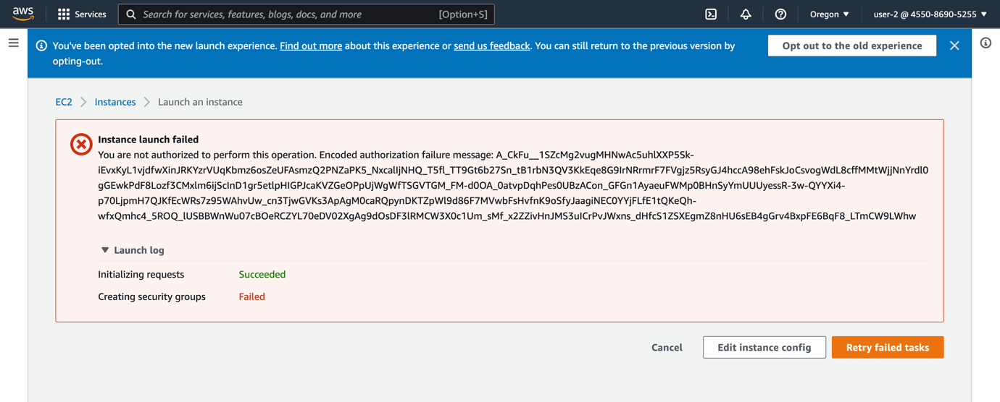 aws
Services
Search for services, features, blogs, docs, and more
[Option+S]
Oregon
user-2 @ 4550-8690-5255
You've been opted into the new launch experience. Find out more about this experience or send us feedback. You can still return to the previous version by
opting-out.
Opt out to the old experience
EC2
Instances
Launch an instance
Instance launch failed
You are not authorized to perform this operation. Encoded authorization failure message: A_CkFu__1SZcMg2vugMHNwAc5uhlXXP5Sk-
iEvxKyL1vjdfwXinJRKYzrVUqKbmz6osZeUFAsmzQ2PNZaPK5_NxcalIjNHQ_T5fl_TT9Gt6b27Sn_tB1rbN3QV3KkEqe8G9IrNRrmrF7FVgjz5RsyGJ4hccA98ehFskJoCsvogWdL8cffMMtWjjNnYrdl0
gGEwkPdF8Lozf3CMxlm6ijScInD1gr5etlpHIGPJcaKVZGeOPpUjWgWfTSGVTGM_FM-d0OA_0atvpDqhPes0UBzACon_GFGn1AyaeuFWMp0BHnSyYmUUUyessR-3w-QYYXi4-
p70LjpmH7QJKfEcWRs7z95WAhvUw_cn3TjwGVKs3ApAgM0caRQpynDKTZpWl9d86F7MVwbFsHvfnK9oSfyJaagiNEC0YYjFLfE1tQKeQh-
wfxQmhc4_5ROQ_lUSBBWnWu07cBOeRCZYL70eDV02XgAg9dOsDF3lRMCW3X0c1Um_sMf_x2ZZivHnJMS3uICrPvJWxns_dHfcS1ZSXEgmZ8nHU6sEB4gGrv4BxpFE6BqF8_LTmCW9LWhw
Launch log
Initializing requests
Succeeded
Creating security groups
Failed
Cancel
Edit instance config
Retry failed tasks